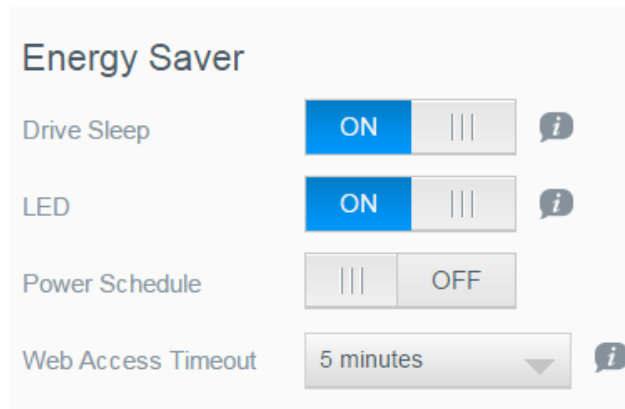 Energy Saver
Drive Sleep ON
LED ON
Power Schedule OFF
Web Access Timeout 5 minutes